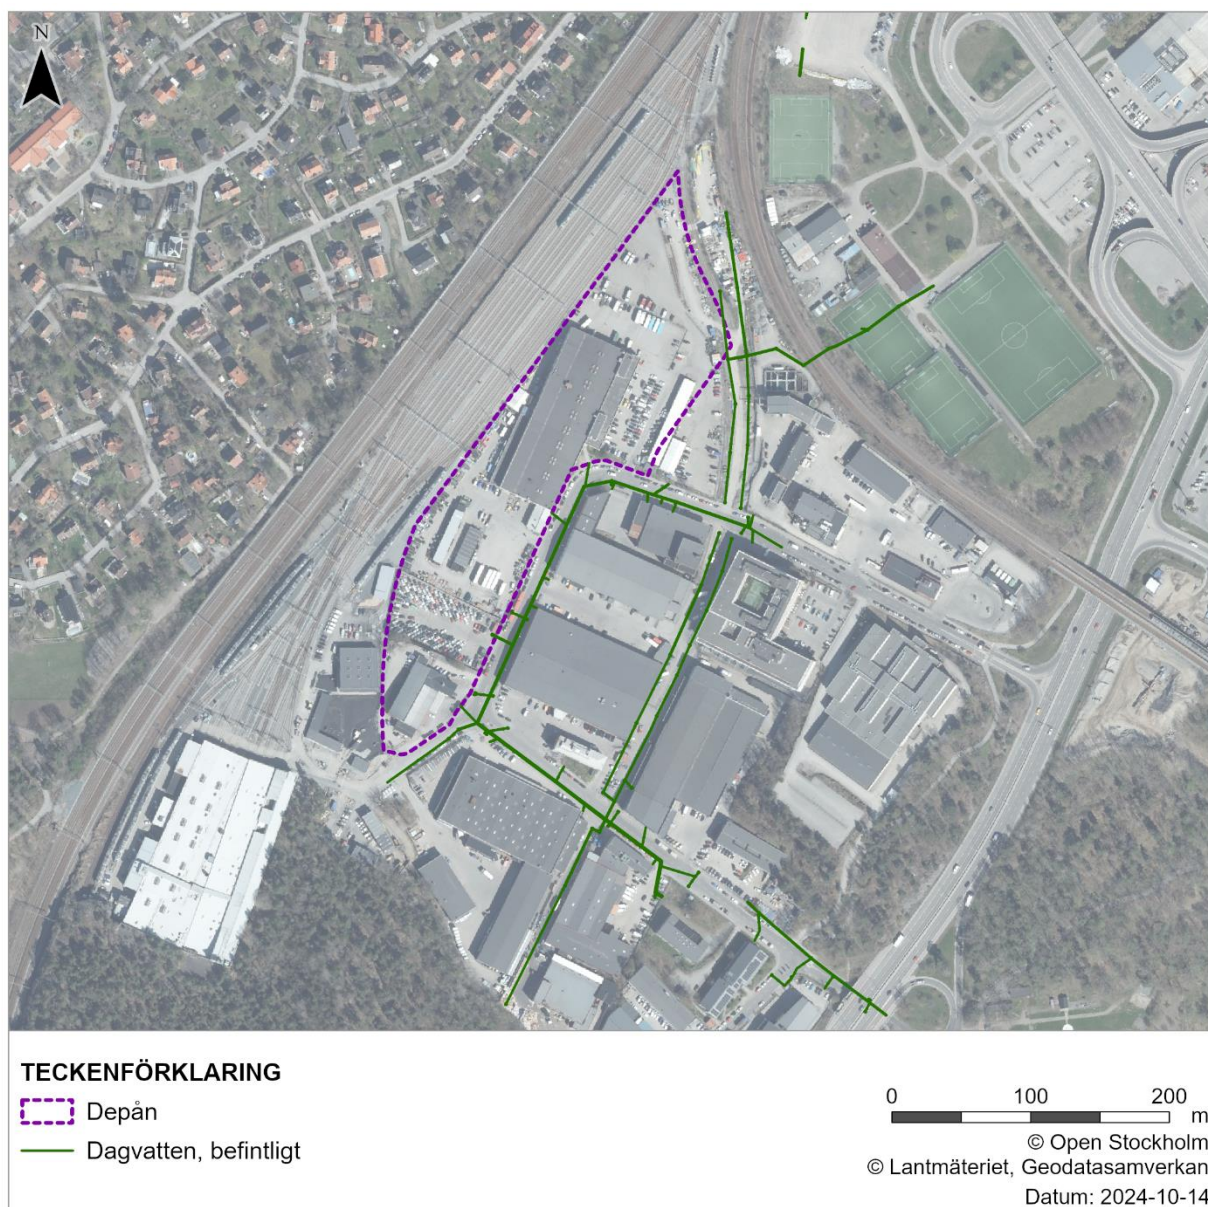 N
TECKENFÖRKLARING
Depån
Dagvatten, befintligt
0 100 200
m
© Open Stockholm
© Lantmäteriet, Geodatasamverkan
Datum: 2024-10-14